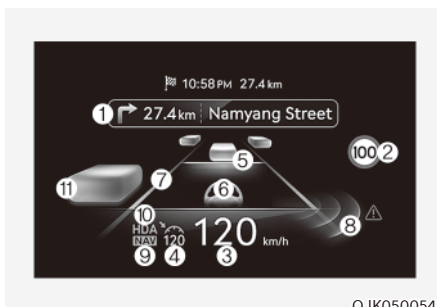 10:58 PM 27.4 km
① 27.4 km Namyang Street
100 ②
⑤
⑪
⑦
⑥
⑧
⑩
HDA
NAV 120 120 km/h
⑨ ④ ③
OJK050054